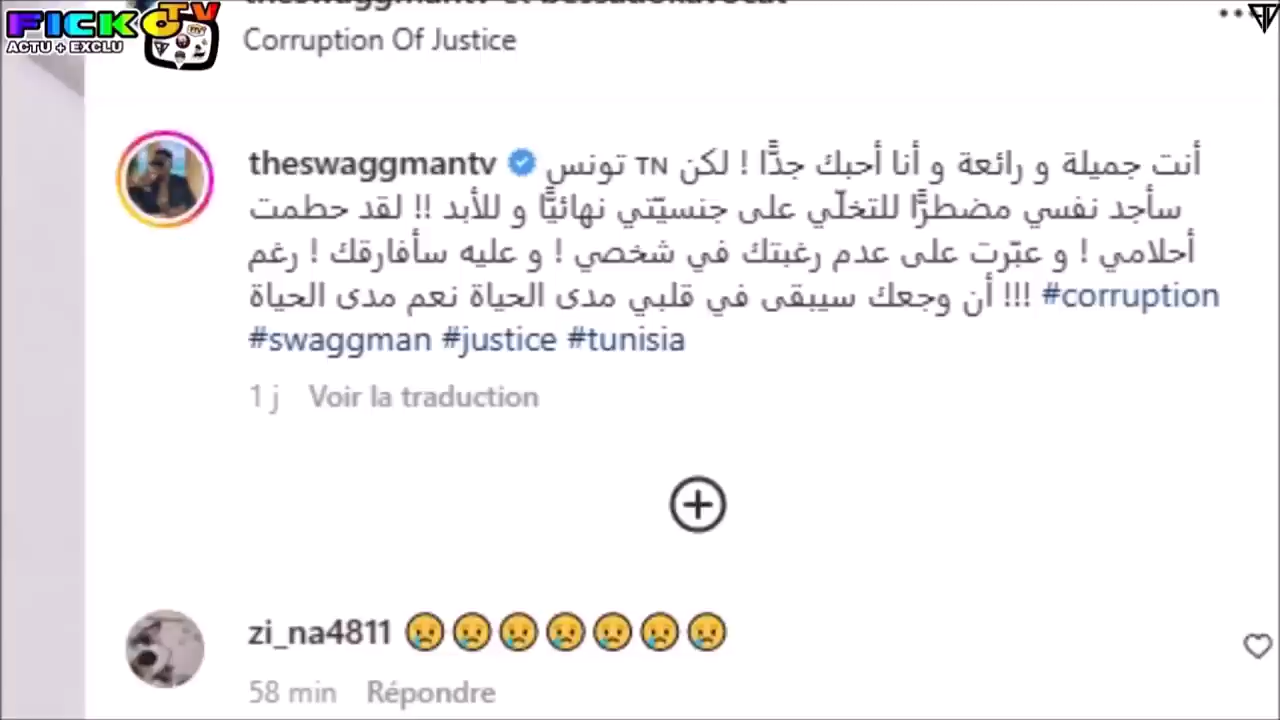 FICKOTV
ACTU + EXCLU
Corruption Of Justice
theswaggmantv تونس TN أنت جميلة و رائعة و أنا أحبك جدًّا ! لكن
سأجد نفسي مضطرًّا للتخلّي على جنسيّتي نهائيًّا و للأبد !! لقد حطمت
أحلامي ! و عبّرت على عدم رغبتك في شخصي ! و عليه سأفارقك ! رغم
أن وجعك سيبقى في قلبي مدى الحياة نعم مدى الحياة !!! #corruption
#swaggman #justice #tunisia
1 j Voir la traduction
zi_na4811 😢😢😢😢😢😢😢
58 min Répondre